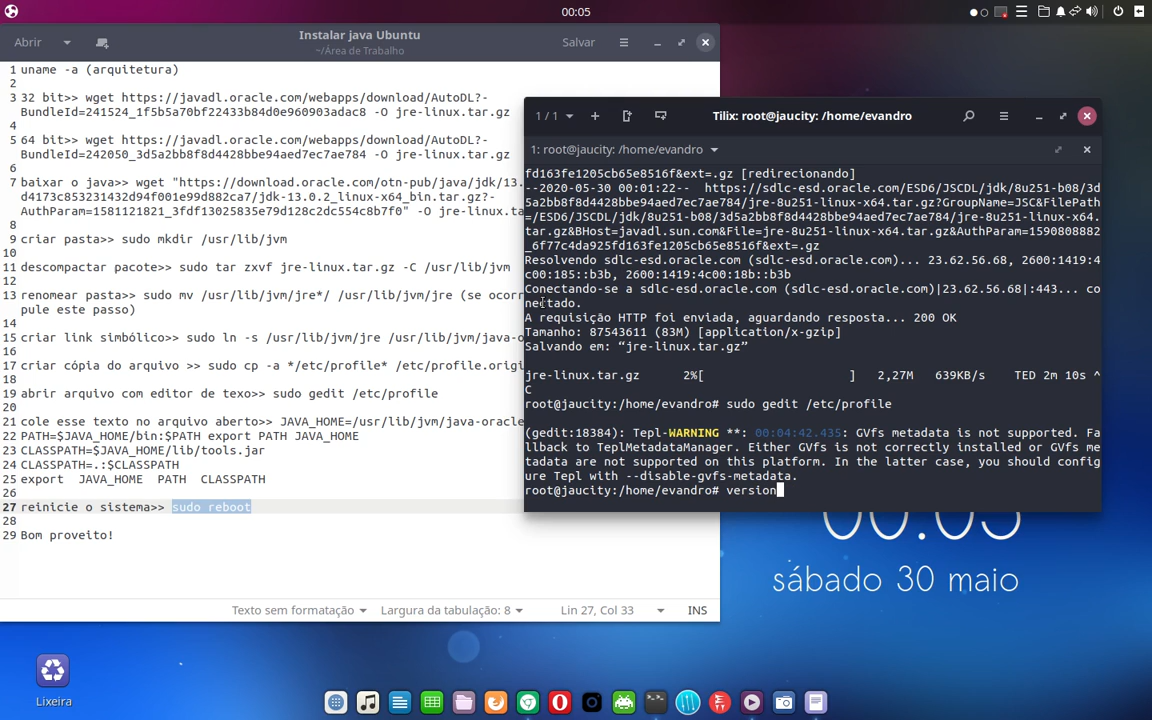 00:05
Abrir
Instalar java Ubuntu
~/Área de Trabalho
Salvar
1 uname -a (arquitetura)
2
3 32 bit>> wget https://javadl.oracle.com/webapps/download/AutoDL?-
BundleId=241524_1f5b5a70bf22433b84d0e960903adac8 -O jre-linux.tar.gz
4
5 64 bit>> wget https://javadl.oracle.com/webapps/download/AutoDL?-
BundleId=242050_3d5a2bb8f8d4428bbe94aed7ec7ae784 -O jre-linux.tar.gz
6
7 baixar o java>> wget "https://download.oracle.com/otn-pub/java/jdk/13.
d4173c853231432d94f001e99d882ca7/jdk-13.0.2_linux-x64_bin.tar.gz?-
AuthParam=1581121821_3fdf13025835e79d128c2dc554c8b7f0" -O jre-linux.ta
8
9 criar pasta>> sudo mkdir /usr/lib/jvm
10
11 descompactar pacote>> sudo tar zxvf jre-linux.tar.gz -C /usr/lib/jvm
12
13 renomear pasta>> sudo mv /usr/lib/jvm/jre*/ /usr/lib/jvm/jre (se ocorr
pule este passo)
14
15 criar link simbólico>> sudo ln -s /usr/lib/jvm/jre /usr/lib/jvm/java-o
16
17 criar cópia do arquivo >> sudo cp -a */etc/profile* /etc/profile.origi
18
19 abrir arquivo com editor de texo>> sudo gedit /etc/profile
20
21 cole esse texto no arquivo aberto>> JAVA_HOME=/usr/lib/jvm/java-oracle
22 PATH=$JAVA_HOME/bin:$PATH export PATH JAVA_HOME
23 CLASSPATH=$JAVA_HOME/lib/tools.jar
24 CLASSPATH=.:$CLASSPATH
25 export  JAVA_HOME  PATH  CLASSPATH
26
27 reinicie o sistema>> sudo reboot
28
29 Bom proveito!
Texto sem formatação
Largura da tabulação: 8
Lin 27, Col 33
INS
1 / 1
Tilix: root@jaucity: /home/evandro
1: root@jaucity: /home/evandro
fd163fe1205cb65e8516f&ext=.gz [redirecionando]
--2020-05-30 00:01:22--  https://sdlc-esd.oracle.com/ESD6/JSCDL/jdk/8u251-b08/3d
5a2bb8f8d4428bbe94aed7ec7ae784/jre-8u251-linux-x64.tar.gz?GroupName=JSC&FilePath
=/ESD6/JSCDL/jdk/8u251-b08/3d5a2bb8f8d4428bbe94aed7ec7ae784/jre-8u251-linux-x64.
tar.gz&BHost=javadl.sun.com&File=jre-8u251-linux-x64.tar.gz&AuthParam=1590808882
_6f77c4da925fd163fe1205cb65e8516f&ext=.gz
Resolvendo sdlc-esd.oracle.com (sdlc-esd.oracle.com)... 23.62.56.68, 2600:1419:4
c00:185::b3b, 2600:1419:4c00:18b::b3b
Conectando-se a sdlc-esd.oracle.com (sdlc-esd.oracle.com)|23.62.56.68|:443... co
nectado.
A requisição HTTP foi enviada, aguardando resposta... 200 OK
Tamanho: 87543611 (83M) [application/x-gzip]
Salvando em: “jre-linux.tar.gz”
jre-linux.tar.gz      2%[                    ]   2,27M   639KB/s   TED 2m 10s ^
C
root@jaucity:/home/evandro# sudo gedit /etc/profile
(gedit:18384): Tepl-WARNING **: 00:04:42.435: GVfs metadata is not supported. Fa
llback to TeplMetadataManager. Either GVfs is not correctly installed or GVfs me
tadata are not supported on this platform. In the latter case, you should config
ure Tepl with --disable-gvfs-metadata.
root@jaucity:/home/evandro# version
00:05
sábado 30 maio
Lixeira